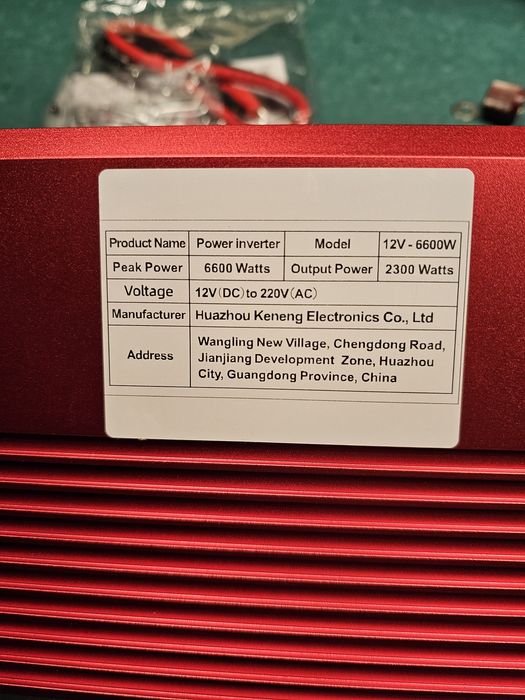 Product Name Power inverter Model 12V - 6600W
Peak Power 6600 Watts Output Power 2300 Watts
Voltage 12V(DC)to 220V(AC)
Manufacturer Huazhou Keneng Electronics Co., Ltd
Address Wangling New Village, Chengdong Road,
Jianjiang Development Zone, Huazhou
City, Guangdong Province, China